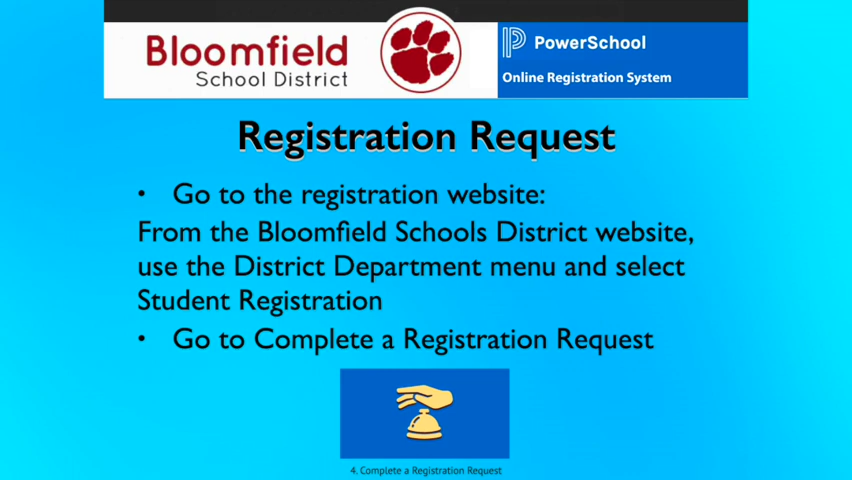 Bloomfield
School District
PowerSchool
Online Registration System
Registration Request
• Go to the registration website:
From the Bloomfield Schools District website,
use the District Department menu and select
Student Registration
• Go to Complete a Registration Request
4. Complete a Registration Request